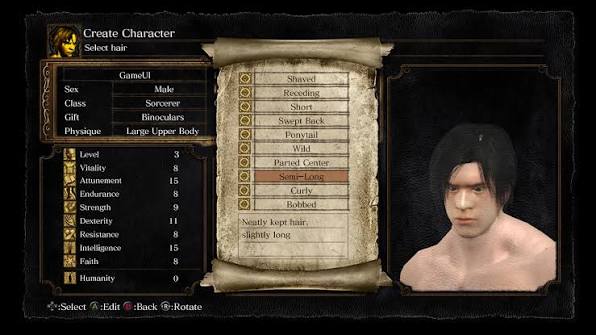 Create Character
Select hair
GameUI
Sex Male
Class Sorcerer
Gift Binoculars
Physique Large Upper Body
Level 3
Vitality 8
Attunement 15
Endurance 8
Strength 9
Dexterity 11
Resistance 8
Intelligence 15
Faith 8
Humanity 0
Shaved
Receding
Short
Swept Back
Ponytail
Wild
Parted Center
Semi-Long
Curly
Bobbed
Neatly kept hair,
slightly long
:Select A:Edit B:Back R:Rotate